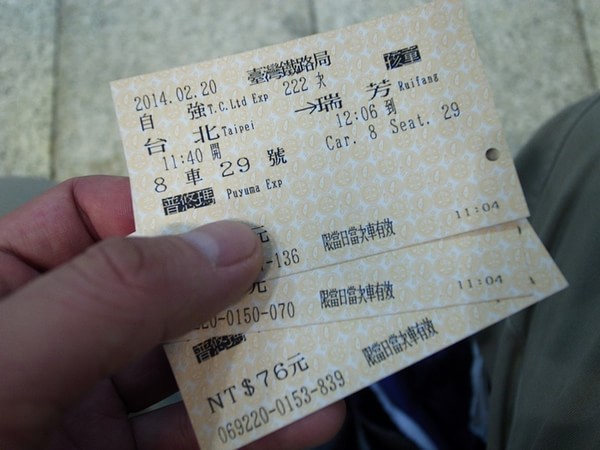 臺灣鐵路局 孩童
2014.02.20
自強 T.C.Ltd Exp 222 次
台北 Taipei → 瑞芳 Ruifang
11:40 開 12:06 到
8 車 29 號 Car. 8 Seat. 29
普悠瑪 Puyuma Exp
元
-136 限當日當次車有效 11:04
元
220-0150-070 限當日當次車有效 11:04
普悠瑪
NT$76元 限當日當次車有效
069220-0153-839